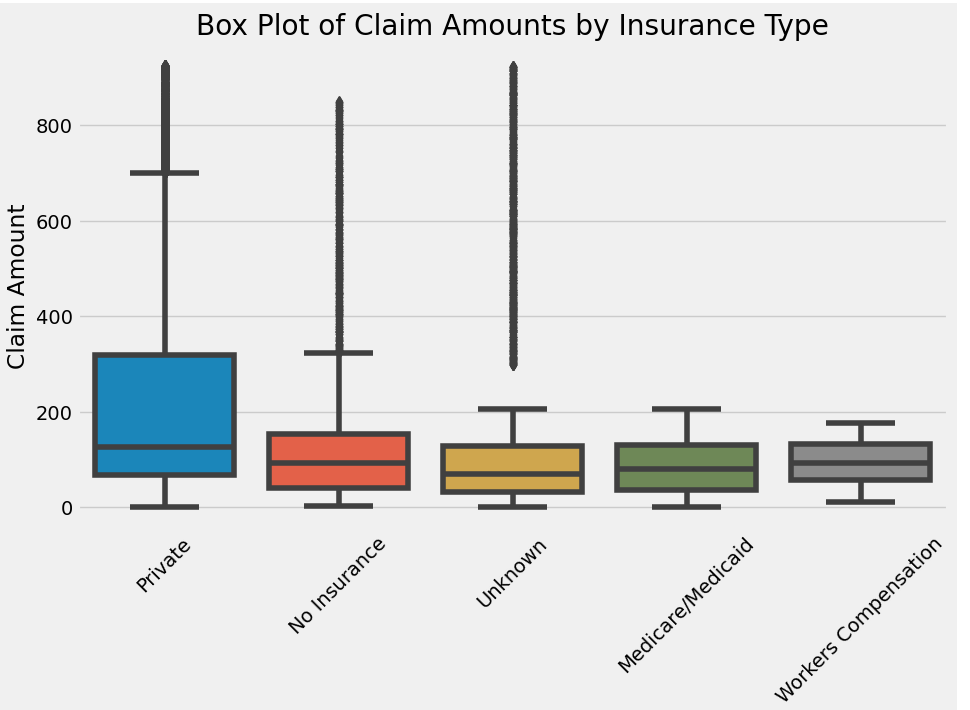 Box Plot of Claim Amounts by Insurance Type
Claim Amount
800
600
400
200
0
Private
No Insurance
Unknown
Medicare/Medicaid
Workers Compensation